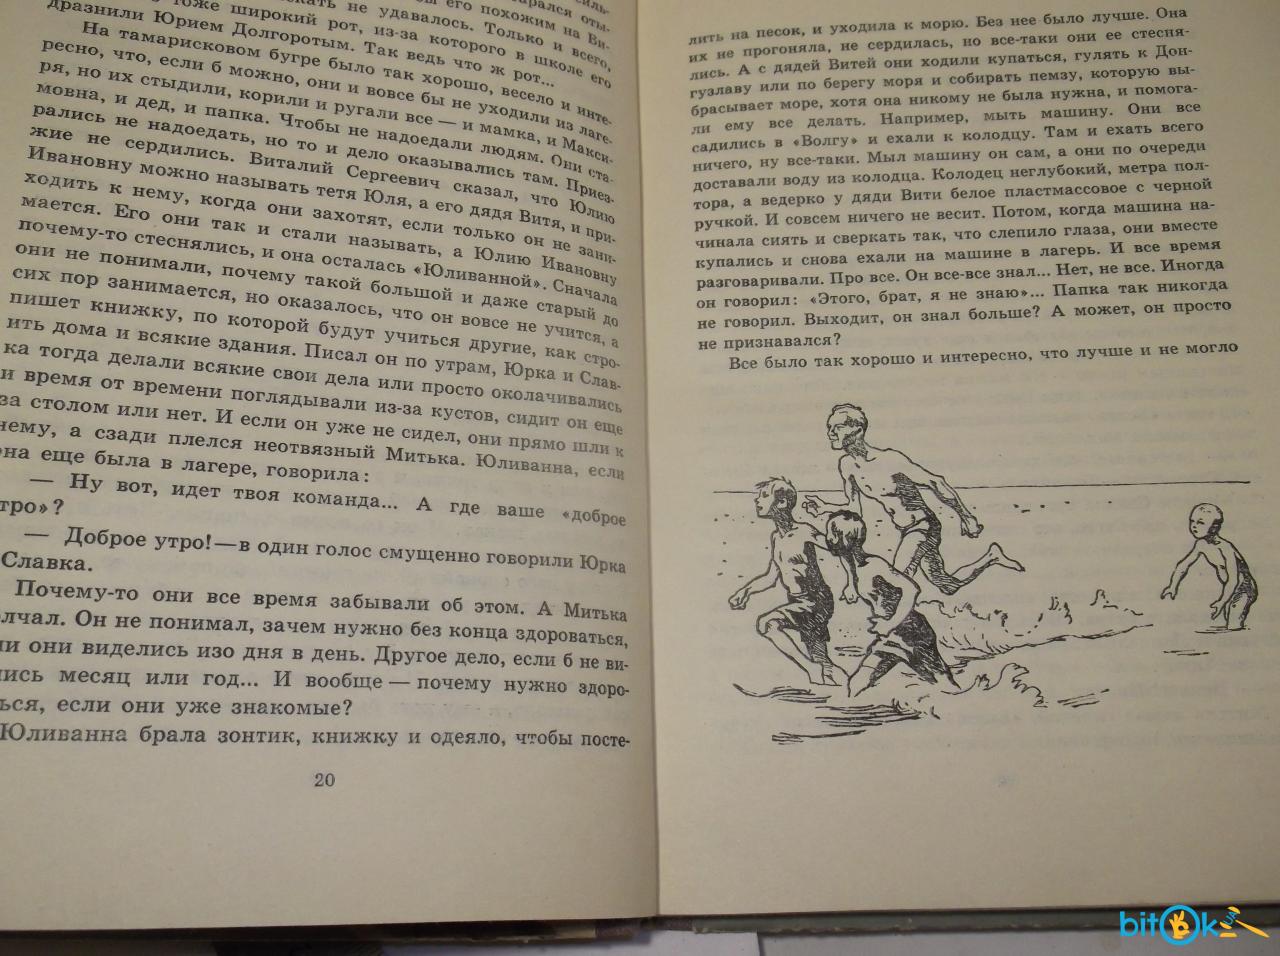 дразнили Юрием Долгоротым. Так ведь что ж рот...
На тамарисковом бугре было так хорошо, весело и инте-
ресно, что, если б можно, они и вовсе бы не уходили из лаге-
ря, но их стыдили, корили и ругали все — и мамка, и Макси-
мовна, и дед, и папка. Чтобы не надоедали людям. Они ста-
рались не надоедать, но то и дело оказывались там. Приез-
жие не сердились. Виталий Сергеевич сказал, что Юлию
Ивановну можно называть тетя Юля, а его дядя Витя, и при-
ходить к нему, когда они захотят, если только он не зани-
мается. Его они так и стали называть, а Юлию Ивановну
почему-то стеснялись, и она осталась «Юливанной». Сначала
они не понимали, почему такой большой и даже старый до
сих пор занимается, но оказалось, что он вовсе не учится, а
пишет книжку, по которой будут учиться другие, как стро-
ить дома и всякие здания. Писал он по утрам, Юрка и Слав-
ка тогда делали всякие свои дела или просто околачивались
и время от времени поглядывали из-за кустов, сидит он еще
за столом или нет. И если он уже не сидел, они прямо шли к
нему, а сзади плелся неотвязный Митька. Юливанна, если
она еще была в лагере, говорила:
— Ну вот, идет твоя команда... А где ваше «доброе
тро»?
— Доброе утро! — в один голос смущенно говорили Юрка
Славка.
Почему-то они все время забывали об этом. А Митька
олчал. Он не понимал, зачем нужно без конца здороваться,
ли они виделись изо дня в день. Другое дело, если б не ви-
лись месяц или год... И вообще — почему нужно здоро-
ться, если они уже знакомые?
Юливанна брала зонтик, книжку и одеяло, чтобы посте-
20
лить на песок, и уходила к морю. Без нее было лучше. Она
их не прогоняла, не сердилась, но все-таки они ее стесня-
лись. А с дядей Витей они ходили купаться, гулять к Дон-
гузлаву или по берегу моря и собирать пемзу, которую вы-
брасывает море, хотя она никому не была нужна, и помога-
ли ему все делать. Например, мыть машину. Они все
садились в «Волгу» и ехали к колодцу. Там и ехать всего
ничего, ну все-таки. Мыл машину он сам, а они по очереди
доставали воду из колодца. Колодец неглубокий, метра пол-
тора, а ведерко у дяди Вити белое пластмассовое с черной
ручкой. И совсем ничего не весит. Потом, когда машина на-
чинала сиять и сверкать так, что слепило глаза, они вместе
купались и снова ехали на машине в лагерь. И все время
разговаривали. Про все. Он все-все знал... Нет, не все. Иногда
он говорил: «Этого, брат, я не знаю»... Папка так никогда
не говорил. Выходит, он знал больше? А может, он просто
не признавался?
Все было так хорошо и интересно, что лучше и не могло
bitOk UA